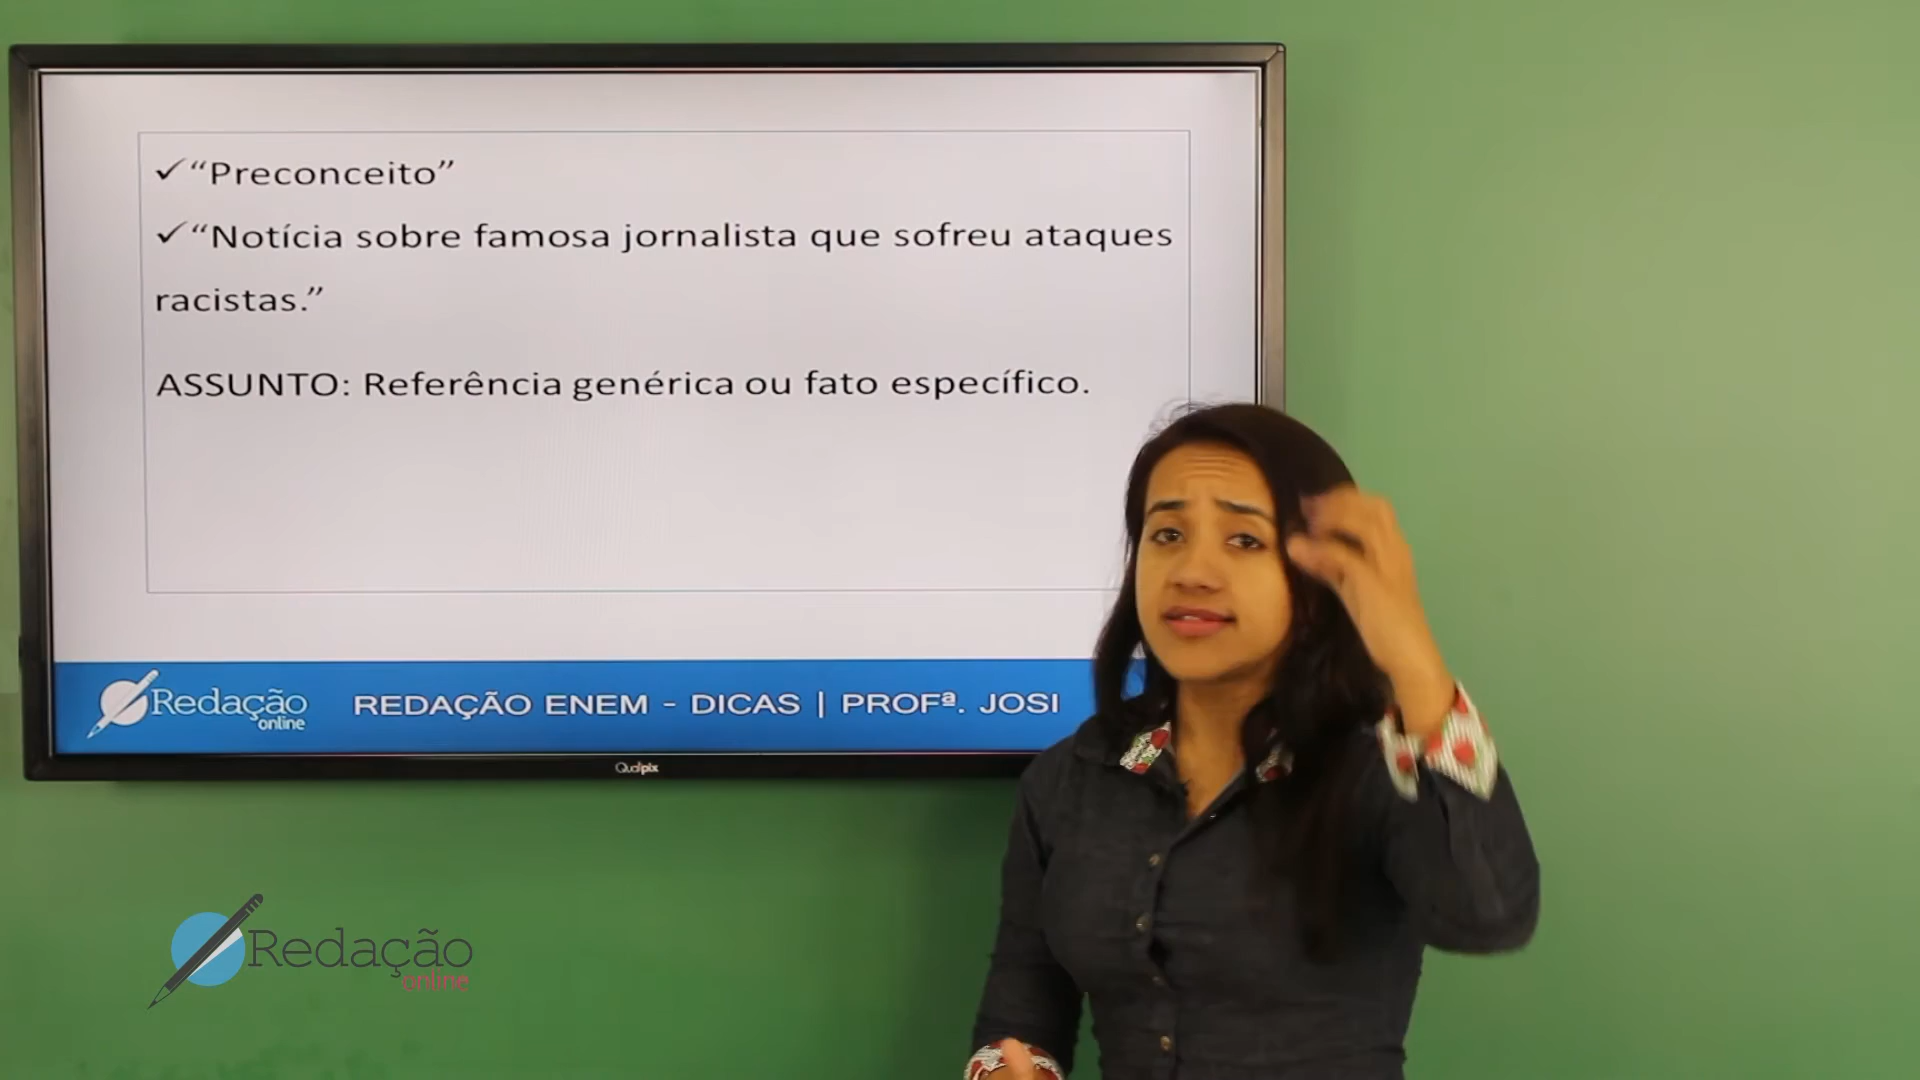 ✓“Preconceito”
✓“Notícia sobre famosa jornalista que sofreu ataques
racistas.”
ASSUNTO: Referência genérica ou fato específico.
Redação
online
REDAÇÃO ENEM - DICAS | PROFª. JOSI
Qualipix
Redação
online